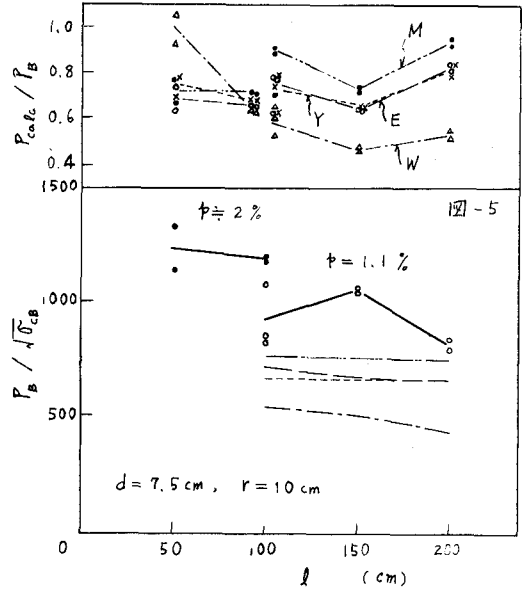 P_calc / P_B
1.0
0.8
0.6
0.4
M
Y
E
W
1500
1000
500
0
p ≒ 2 %
図-5
p = 1.1 %
P_B / √σ_cB
d = 7.5 cm , r = 10 cm
50
100
150
200
l (cm)